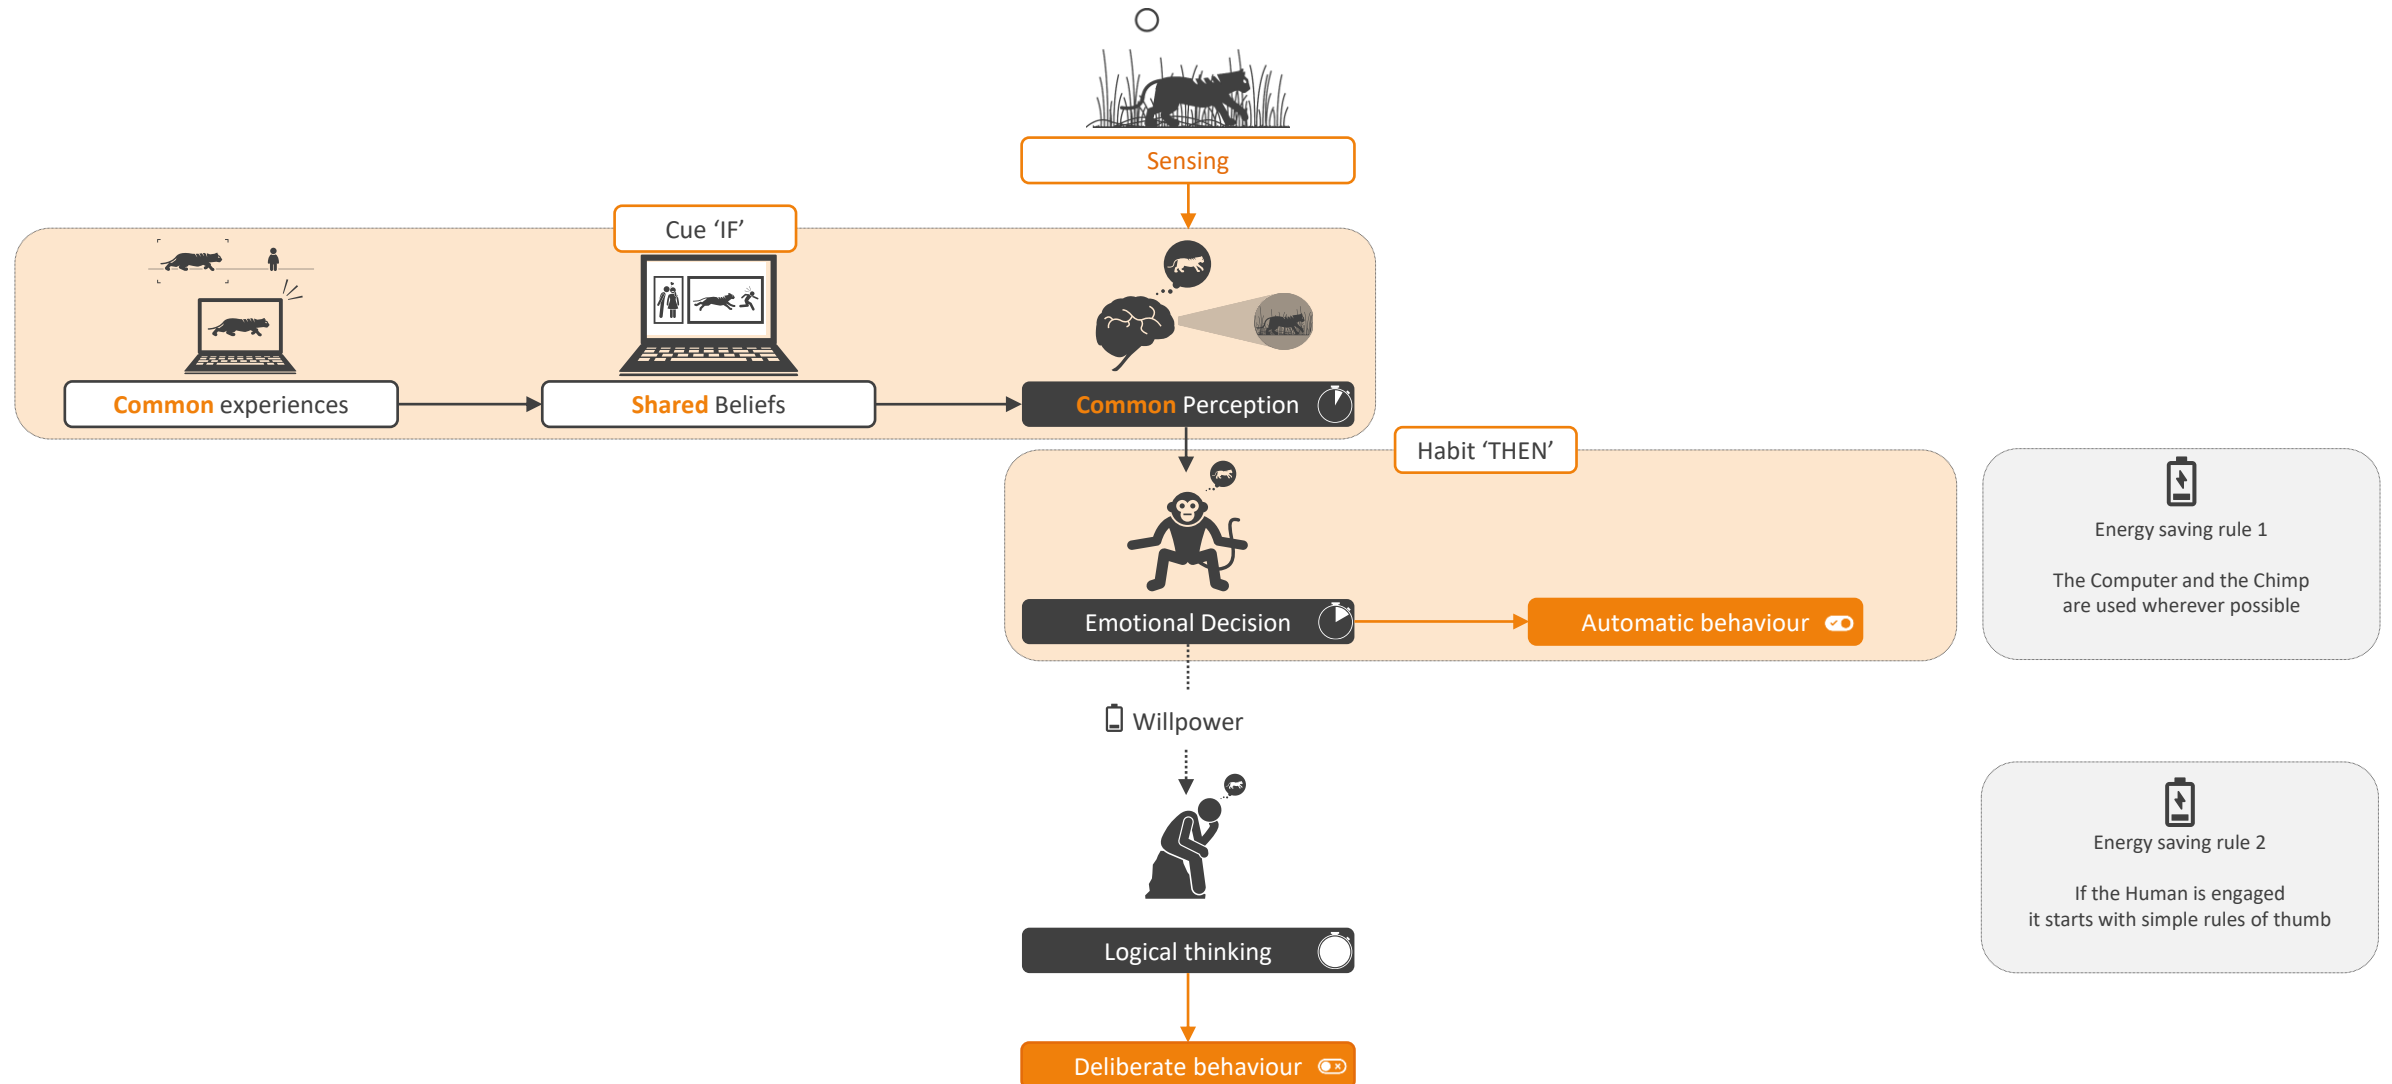 Sensing
Cue ‘IF’
Common experiences
Shared Beliefs
Common Perception
Habit ‘THEN’
Emotional Decision
Automatic behaviour
Energy saving rule 1
The Computer and the Chimp
are used wherever possible
Willpower
Energy saving rule 2
If the Human is engaged
it starts with simple rules of thumb
Logical thinking
Deliberate behaviour